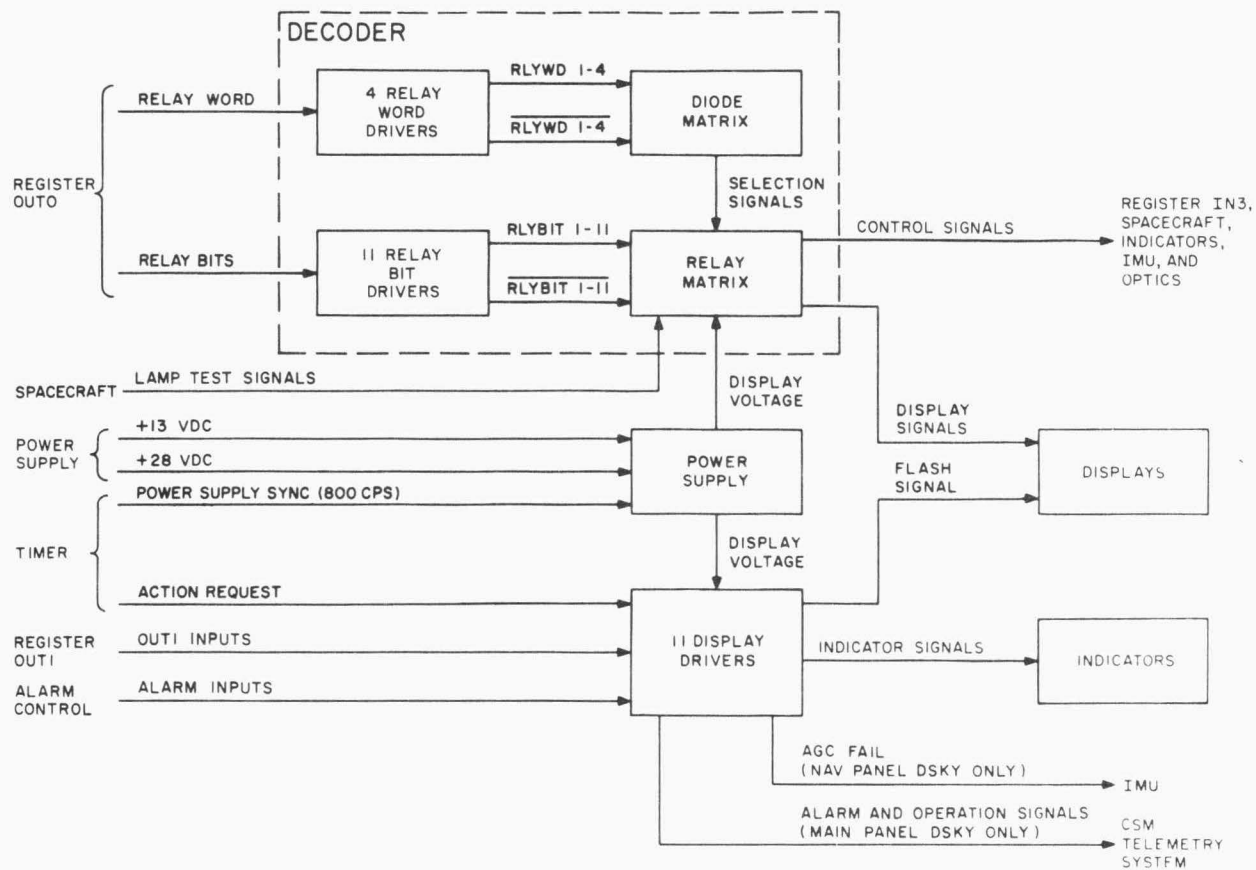 DECODER
RELAY WORD
4 RELAY
WORD
DRIVERS
RLYWD 1-4
RLYWD 1-4
DIODE
MATRIX
REGISTER
OUTO
SELECTION
SIGNALS
RELAY BITS
11 RELAY
BIT
DRIVERS
RLYBIT 1-11
RLYBIT 1-11
RELAY
MATRIX
CONTROL SIGNALS
REGISTER IN3,
SPACECRAFT,
INDICATORS,
IMU, AND
OPTICS
SPACECRAFT
LAMP TEST SIGNALS
DISPLAY
VOLTAGE
DISPLAY
SIGNALS
POWER
SUPPLY
+13 VDC
+28 VDC
POWER
SUPPLY
FLASH
SIGNAL
DISPLAYS
POWER SUPPLY SYNC (800 CPS)
TIMER
DISPLAY
VOLTAGE
ACTION REQUEST
REGISTER
OUT1
OUT1 INPUTS
11 DISPLAY
DRIVERS
INDICATOR SIGNALS
INDICATORS
ALARM
CONTROL
ALARM INPUTS
AGC FAIL
(NAV PANEL DSKY ONLY)
IMU
ALARM AND OPERATION SIGNALS
(MAIN PANEL DSKY ONLY)
CSM
TELEMETRY
SYSTEM